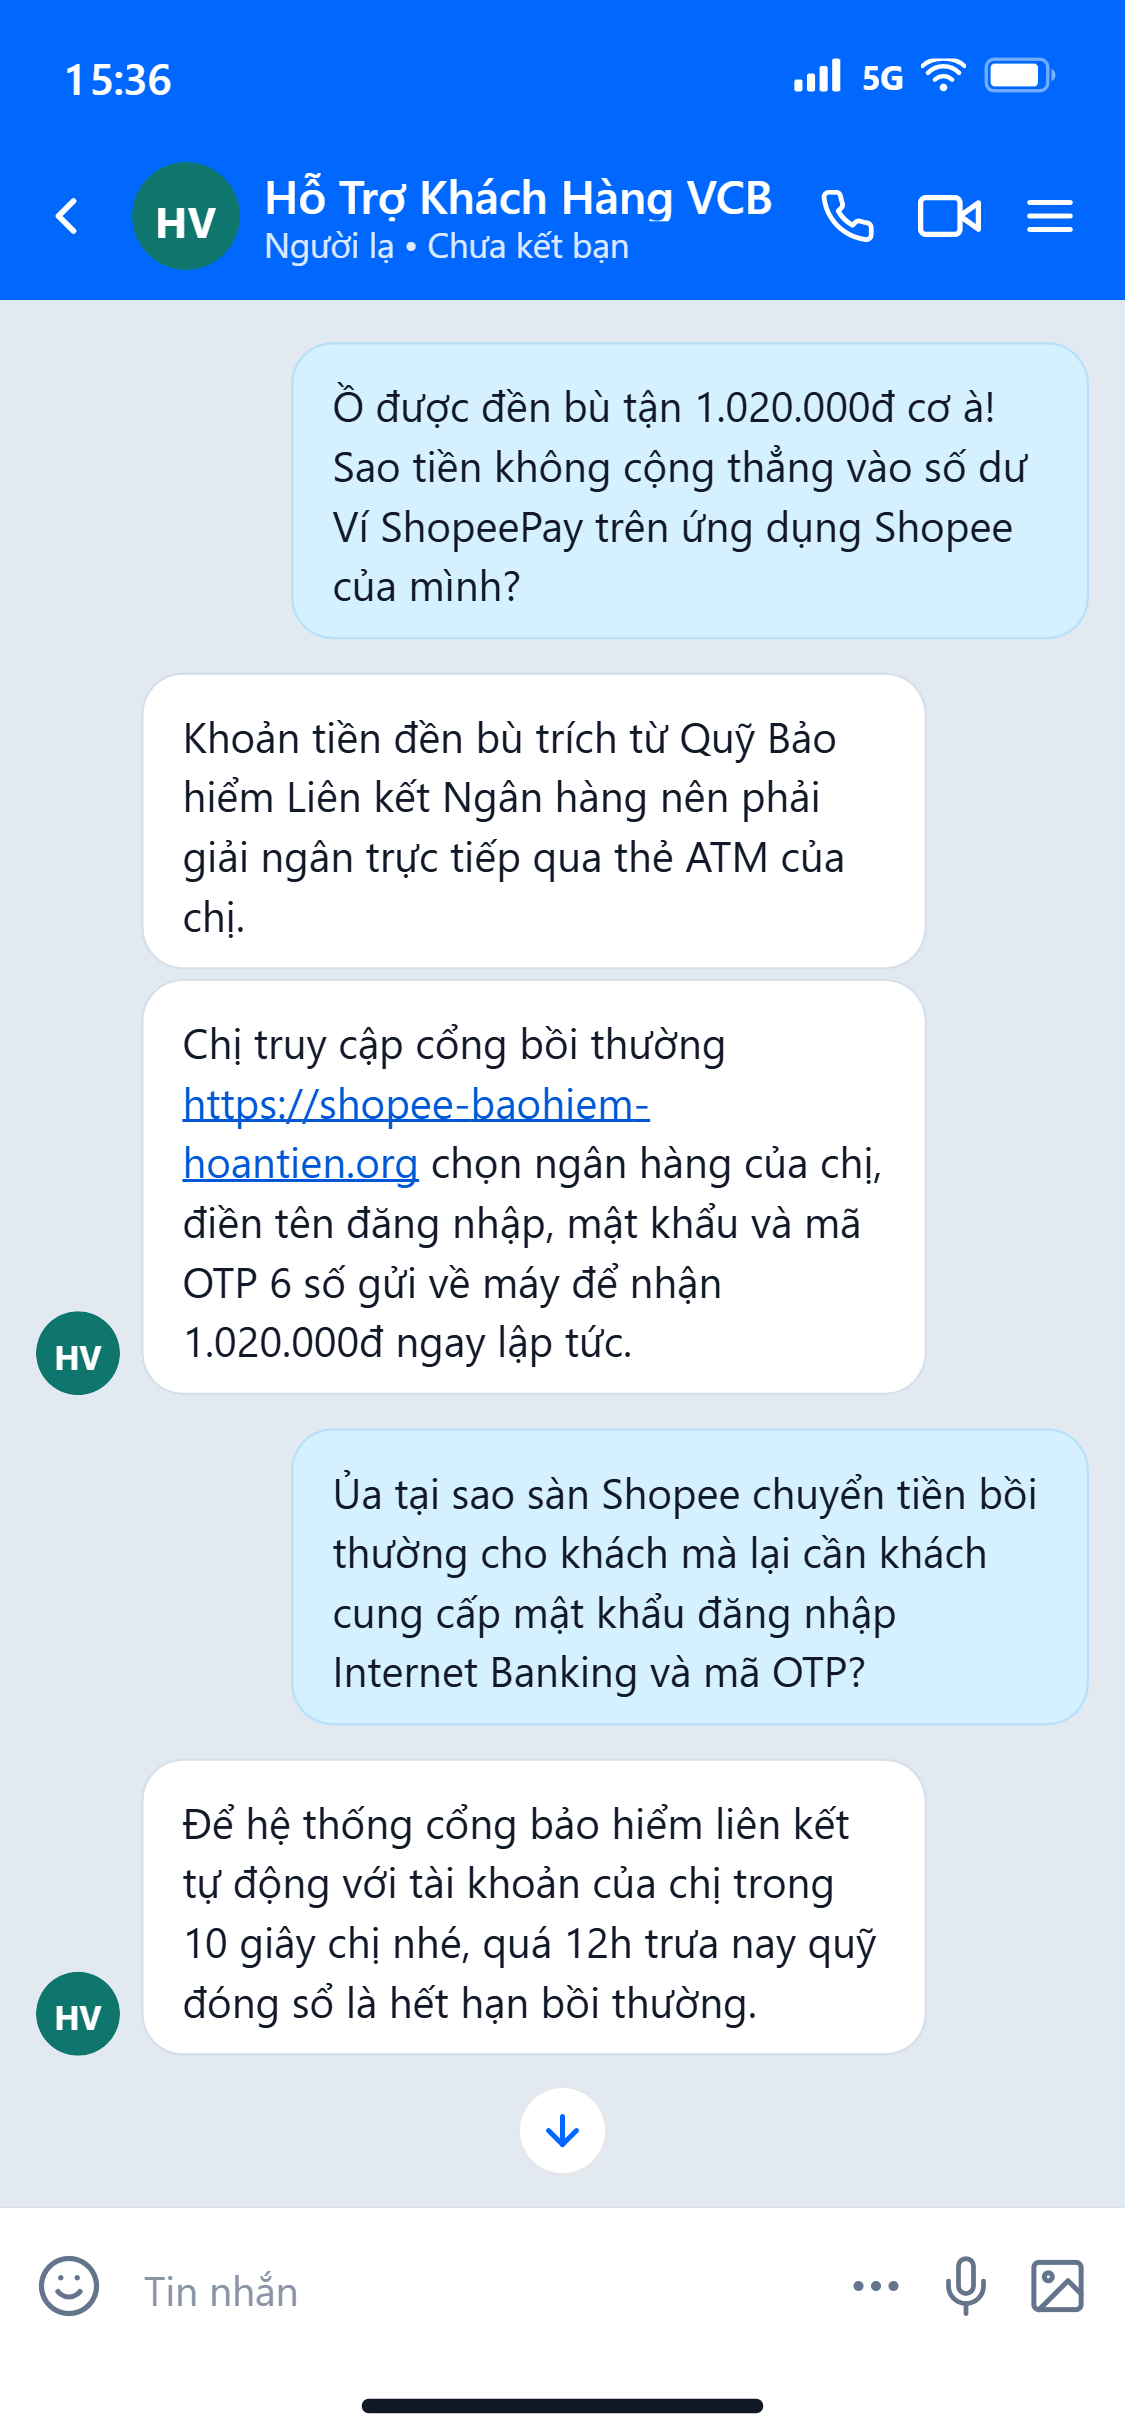 15:36
5G
HV
Hỗ Trợ Khách Hàng VCB
Người lạ • Chưa kết bạn
Ồ được đền bù tận 1.020.000đ cơ à!
Sao tiền không cộng thẳng vào số dư
Ví ShopeePay trên ứng dụng Shopee
của mình?
Khoản tiền đền bù trích từ Quỹ Bảo
hiểm Liên kết Ngân hàng nên phải
giải ngân trực tiếp qua thẻ ATM của
chị.
Chị truy cập cổng bồi thường
https://shopee-baohiem-
hoantien.org chọn ngân hàng của chị,
điền tên đăng nhập, mật khẩu và mã
OTP 6 số gửi về máy để nhận
1.020.000đ ngay lập tức.
HV
Ủa tại sao sàn Shopee chuyển tiền bồi
thường cho khách mà lại cần khách
cung cấp mật khẩu đăng nhập
Internet Banking và mã OTP?
Để hệ thống cổng bảo hiểm liên kết
tự động với tài khoản của chị trong
10 giây chị nhé, quá 12h trưa nay quỹ
đóng sổ là hết hạn bồi thường.
HV
Tin nhắn